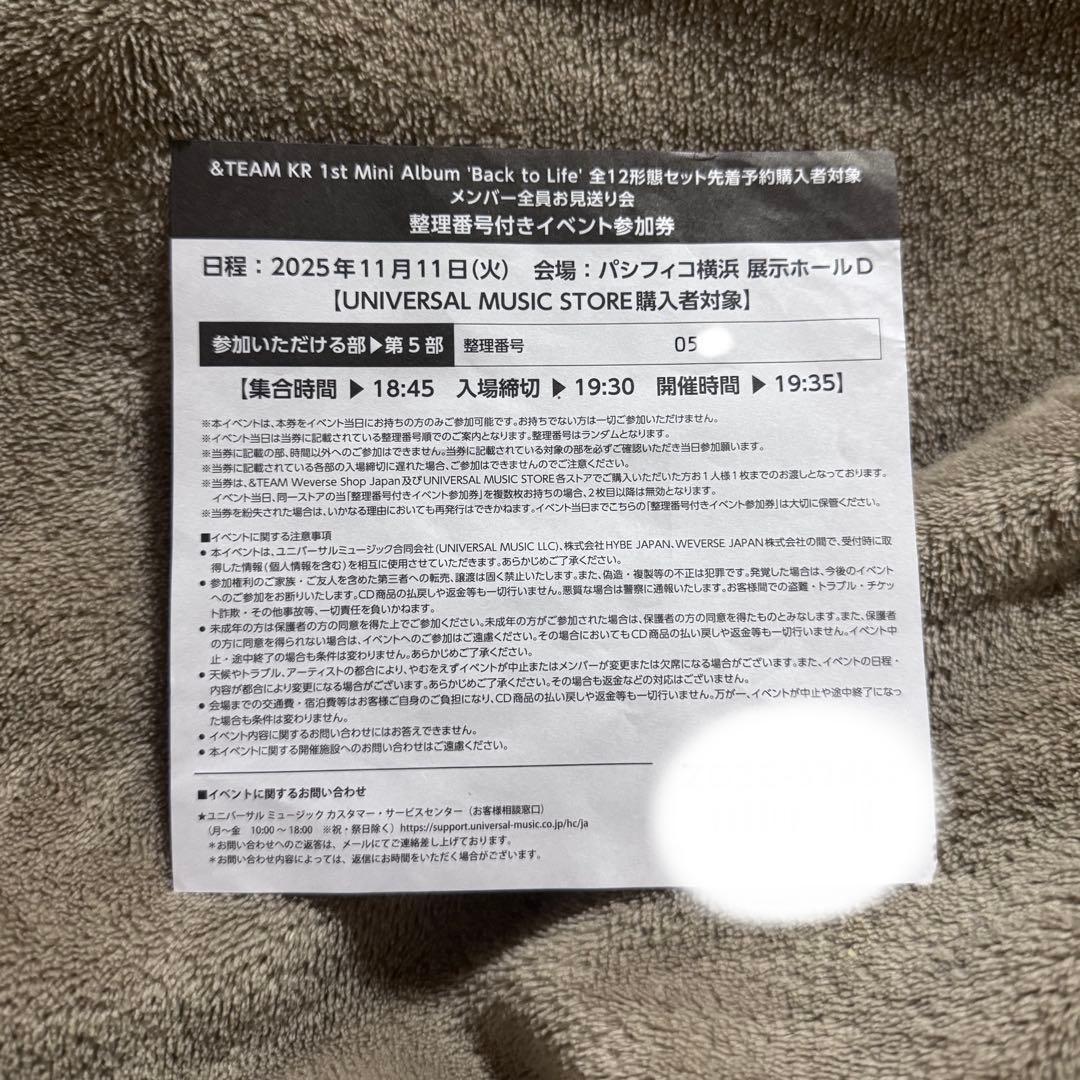 &TEAM KR 1st Mini Album 'Back to Life' 全12形態セット先着予約購入者対象
メンバー全員お見送り会
整理番号付きイベント参加券
日程：2025年11月11日(火)　会場：パシフィコ横浜 展示ホールD
【UNIVERSAL MUSIC STORE購入者対象】
参加いただける部▶第5部 整理番号 05
【集合時間 ▶ 18:45　入場締切 ▶ 19:30　開催時間 ▶ 19:35】
※本イベントは、本券をイベント当日にお持ちの方のみご参加可能です。お持ちでない方は一切ご参加いただけません。
※イベント当日は当券に記載されている整理番号順でのご案内となります。整理番号はランダムとなります。
※当券に記載の部、時間以外へのご参加はできません。当券に記載されている対象の部を必ずご確認いただき当日参加願います。
※当券に記載されている各部の入場締切に遅れた場合、ご参加はできませんのでご注意ください。
※当券は、&TEAM Weverse Shop Japan及びUNIVERSAL MUSIC STORE各ストアでご購入いただいた方お1人様1枚までのお渡しとなっております。
イベント当日、同一ストアの当「整理番号付きイベント参加券」を複数枚お持ちの場合、2枚目以降は無効となります。
※当券を紛失された場合は、いかなる理由においても再発行はできかねます。イベント当日までこちらの「整理番号付きイベント参加券」は大切に保管ください。
■イベントに関する注意事項
● 本イベントは、ユニバーサルミュージック合同会社(UNIVERSAL MUSIC LLC)、株式会社HYBE JAPAN、WEVERSE JAPAN株式会社の間で、受付時に取
得した情報(個人情報を含む)を相互に使用させていただきます。あらかじめご了承ください。
● 参加権利のご家族・ご友人を含めた第三者への転売、譲渡は固く禁止いたします。また、偽造・複製等の不正は犯罪です。発覚した場合は、今後のイベント
へのご参加をお断りいたします。CD商品の払戻しや返金等も一切行いません。悪質な場合は警察に通報いたします。お客様間での盗難・トラブル・チケッ
ト詐欺・その他事故等、一切責任を負いかねます。
● 未成年の方は保護者の方の同意を得た上でご参加ください。未成年の方がご参加された場合は、保護者の方の同意を得たものとみなします。また、保護者
の方に同意を得られない場合は、イベントへのご参加はご遠慮ください。その場合においてもCD商品の払い戻しや返金等も一切行いません。イベント中
止・途中終了の場合も条件は変わりません。あらかじめご了承ください。
● 天候やトラブル、アーティストの都合により、やむをえずイベントが中止またはメンバーが変更または欠席になる場合がございます。また、イベントの日程・
内容が都合により変更になる場合がございます。あらかじめご了承ください。その場合も返金などの対応はございません。
● 会場までの交通費・宿泊費等はお客様ご自身のご負担になり、CD商品の払い戻しや返金等も一切行いません。万が一、イベントが中止や途中終了になっ
た場合も条件は変わりません。
● イベント内容に関するお問い合わせにはお答えできません。
● 本イベントに関する開催施設へのお問い合わせはご遠慮ください。
■イベントに関するお問い合わせ
★ユニバーサル ミュージック カスタマー・サービスセンター（お客様相談窓口）
（月～金　10:00～18:00　※祝・祭日除く）https://support.universal-music.co.jp/hc/ja
＊お問い合わせへのご返答は、メールにてご連絡差し上げております。
＊お問い合わせ内容によっては、返信にお時間をいただく場合がございます。